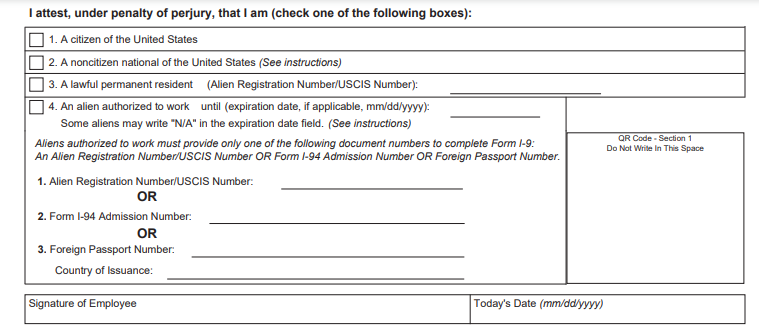 I attest, under penalty of perjury, that I am (check one of the following boxes):
1. A citizen of the United States
2. A noncitizen national of the United States (See instructions)
3. A lawful permanent resident (Alien Registration Number/USCIS Number):
4. An alien authorized to work until (expiration date, if applicable, mm/dd/yyyy):
Some aliens may write "N/A" in the expiration date field. (See instructions)
Aliens authorized to work must provide only one of the following document numbers to complete Form I-9:
An Alien Registration Number/USCIS Number OR Form I-94 Admission Number OR Foreign Passport Number.
QR Code - Section 1
Do Not Write In This Space
1. Alien Registration Number/USCIS Number:
OR
2. Form I-94 Admission Number:
OR
3. Foreign Passport Number:
Country of Issuance:
Signature of Employee
Today's Date (mm/dd/yyyy)